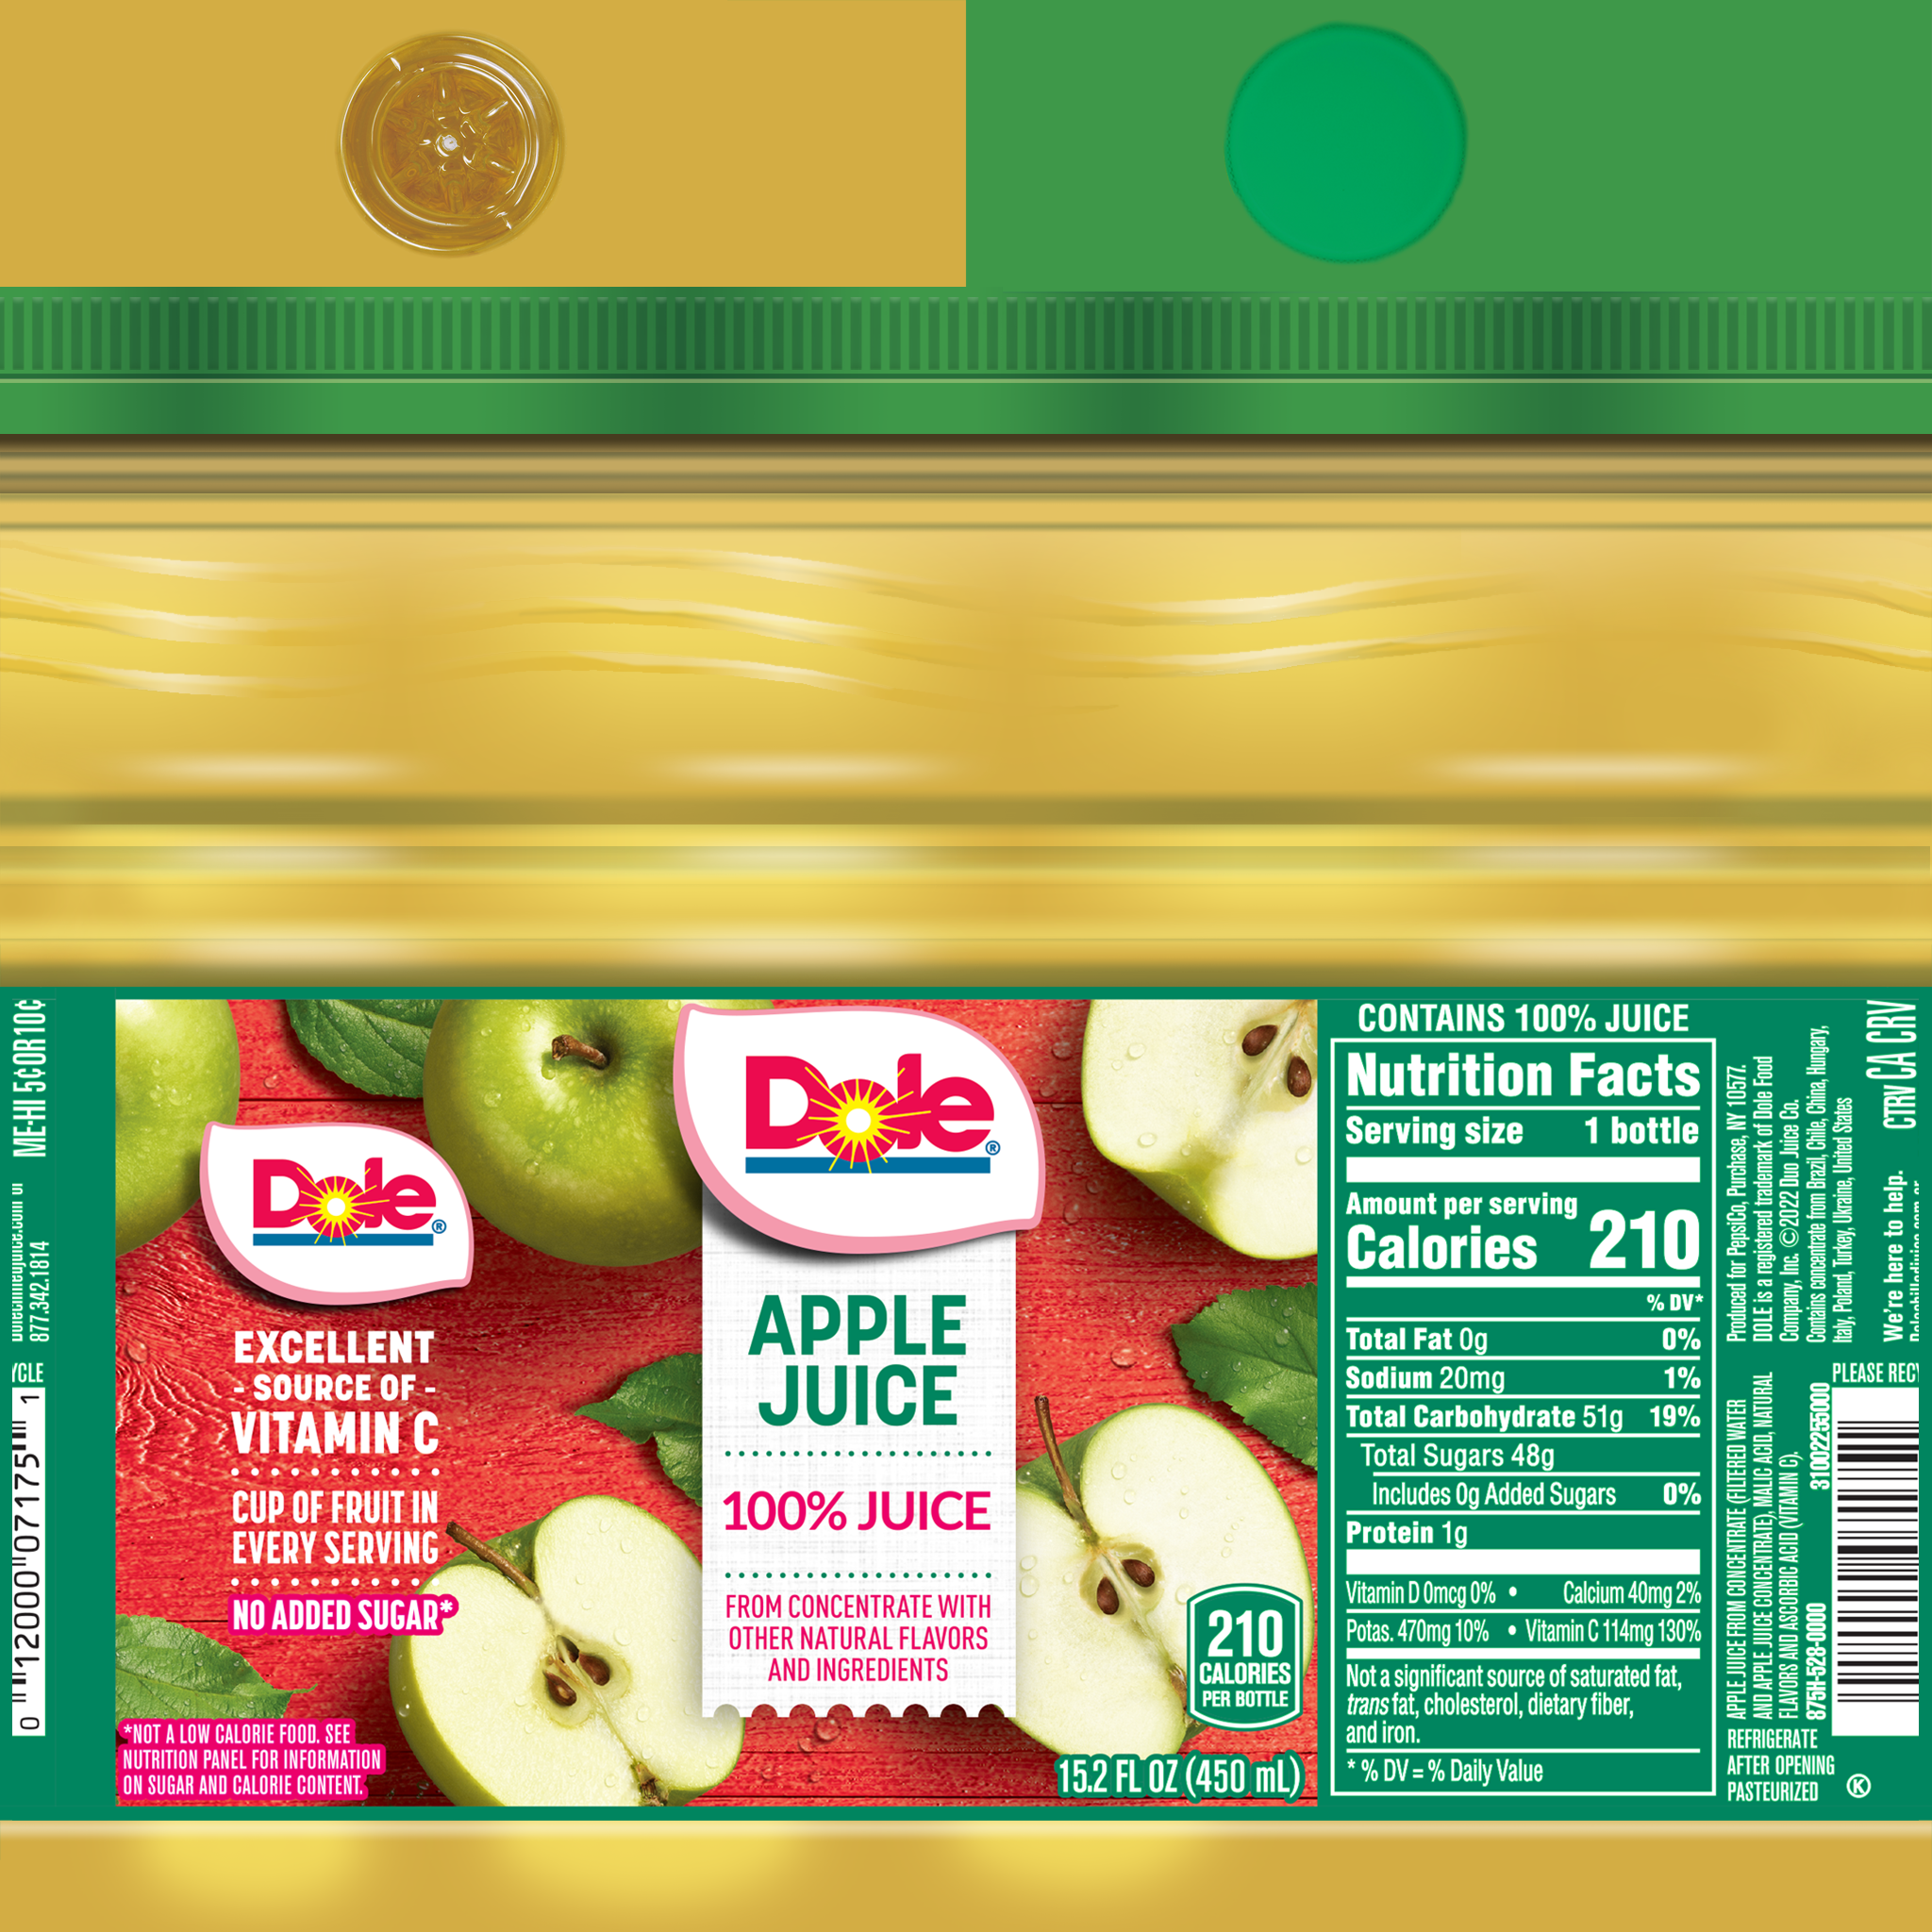 ME-HI 5¢ OR 10¢
877.342.1814
YCLE
0 12000 07175 1
Dole®
EXCELLENT
- SOURCE OF -
VITAMIN C
CUP OF FRUIT IN
EVERY SERVING
NO ADDED SUGAR*
*NOT A LOW CALORIE FOOD. SEE
NUTRITION PANEL FOR INFORMATION
ON SUGAR AND CALORIE CONTENT.
Dole®
APPLE
JUICE
100% JUICE
FROM CONCENTRATE WITH
OTHER NATURAL FLAVORS
AND INGREDIENTS
210
CALORIES
PER BOTTLE
15.2 FL OZ (450 mL)
CONTAINS 100% JUICE
Nutrition Facts
Serving size 1 bottle
Amount per serving
Calories 210
% DV*
Total Fat 0g 0%
Sodium 20mg 1%
Total Carbohydrate 51g 19%
Total Sugars 48g
Includes 0g Added Sugars 0%
Protein 1g
Vitamin D 0mcg 0% • Calcium 40mg 2%
Potas. 470mg 10% • Vitamin C 114mg 130%
Not a significant source of saturated fat,
trans fat, cholesterol, dietary fiber,
and iron.
* % DV = % Daily Value
Produced for PepsiCo, Purchase, NY 10577.
DOLE is a registered trademark of Dole Food
Company, Inc. ©2022 Duo Juice Co.
Contains concentrate from Brazil, Chile, China, Hungary,
Italy, Poland, Turkey, Ukraine, United States
APPLE JUICE FROM CONCENTRATE (FILTERED WATER
AND APPLE JUICE CONCENTRATE), MALIC ACID, NATURAL
FLAVORS AND ASCORBIC ACID (VITAMIN C).
875H-528-0000 31002255000
REFRIGERATE
AFTER OPENING
PASTEURIZED
K
CA CRV
CTRV
We're here to help.
PLEASE REC